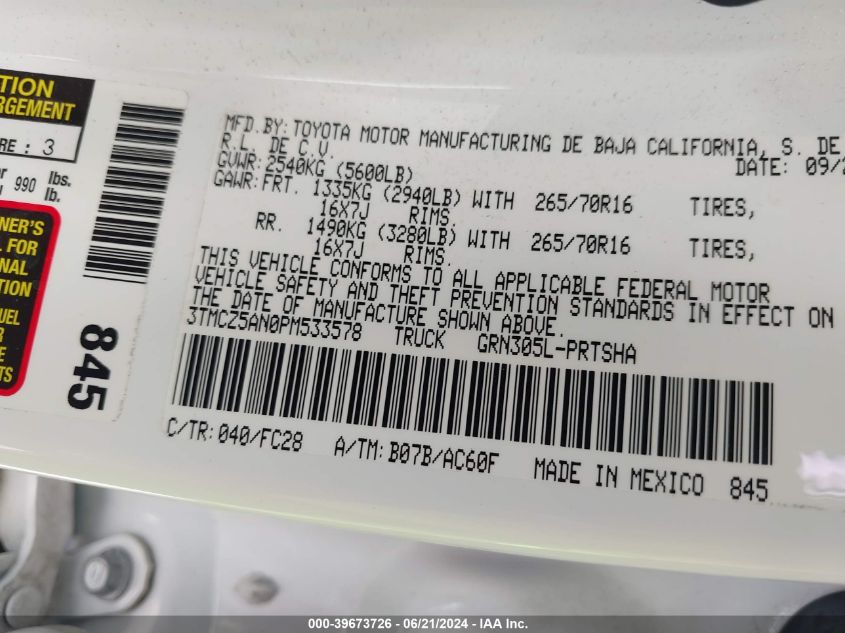 TION
RGEMENT
RE : 3
990 lbs.
lb.
NER'S
L FOR
NAL
TION
UEL
E
TS
845
MFD. BY: TOYOTA MOTOR MANUFACTURING DE BAJA CALIFORNIA, S. DE
R.L. DE C.V. DATE: 09/2
GVWR: 2540KG (5600LB)
GAWR: FRT. 1335KG (2940LB) WITH 265/70R16 TIRES,
16X7J RIMS.
RR. 1490KG (3280LB) WITH 265/70R16 TIRES,
16X7J RIMS.
THIS VEHICLE CONFORMS TO ALL APPLICABLE FEDERAL MOTOR
VEHICLE SAFETY AND THEFT PREVENTION STANDARDS IN EFFECT ON
THE DATE OF MANUFACTURE SHOWN ABOVE.
3TMCZ5AN0PM533578 TRUCK GRN305L-PRTSHA
C/TR: 040/FC28 A/TM: B07B/AC60F MADE IN MEXICO 845
000-39673726 - 06/21/2024 - IAA Inc.